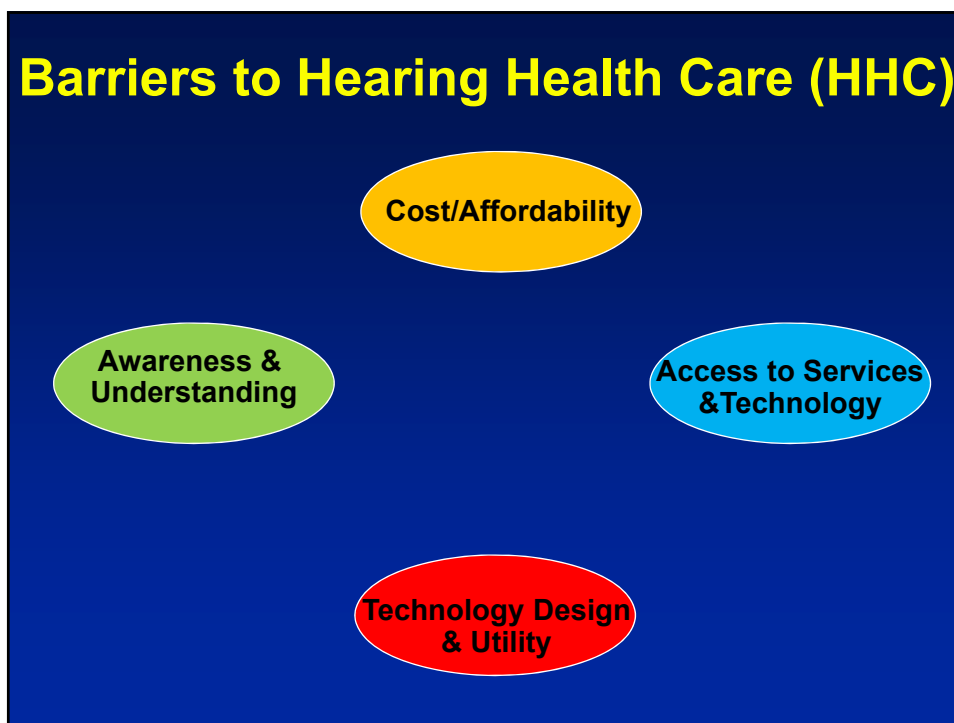 Barriers to Hearing Health Care (HHC)
Cost/Affordability
Awareness &
Understanding
Access to Services
&Technology
Technology Design
& Utility